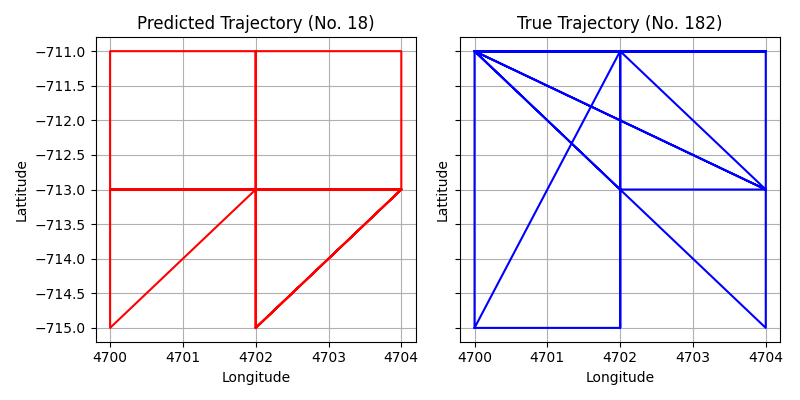 Predicted Trajectory (No. 18)
True Trajectory (No. 182)
−711.0
−711.5
−712.0
−712.5
−713.0
−713.5
−714.0
−714.5
−715.0
Lattitude
Lattitude
4700 4701 4702 4703 4704
4700 4701 4702 4703 4704
Longitude
Longitude